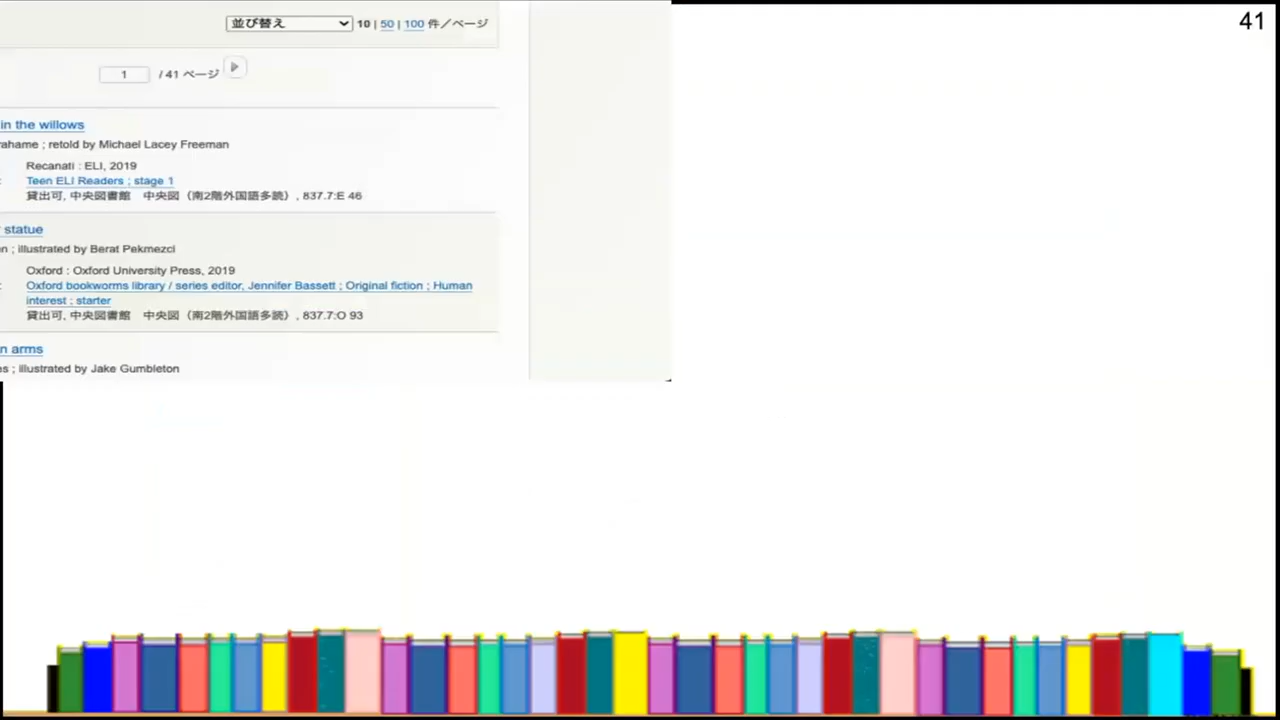 41
並び替え 10 | 50 | 100 件／ページ
1 / 41 ページ
in the willows
rahame ; retold by Michael Lacey Freeman
Recanati : ELI, 2019
: Teen ELI Readers ; stage 1
貸出可, 中央図書館 中央図（南2階外国語多読）, 837.7:E 46
statue
n ; illustrated by Berat Pekmezci
Oxford : Oxford University Press, 2019
: Oxford bookworms library / series editor, Jennifer Bassett ; Original fiction ; Human
interest ; starter
貸出可, 中央図書館 中央図（南2階外国語多読）, 837.7:O 93
n arms
es ; illustrated by Jake Gumbleton